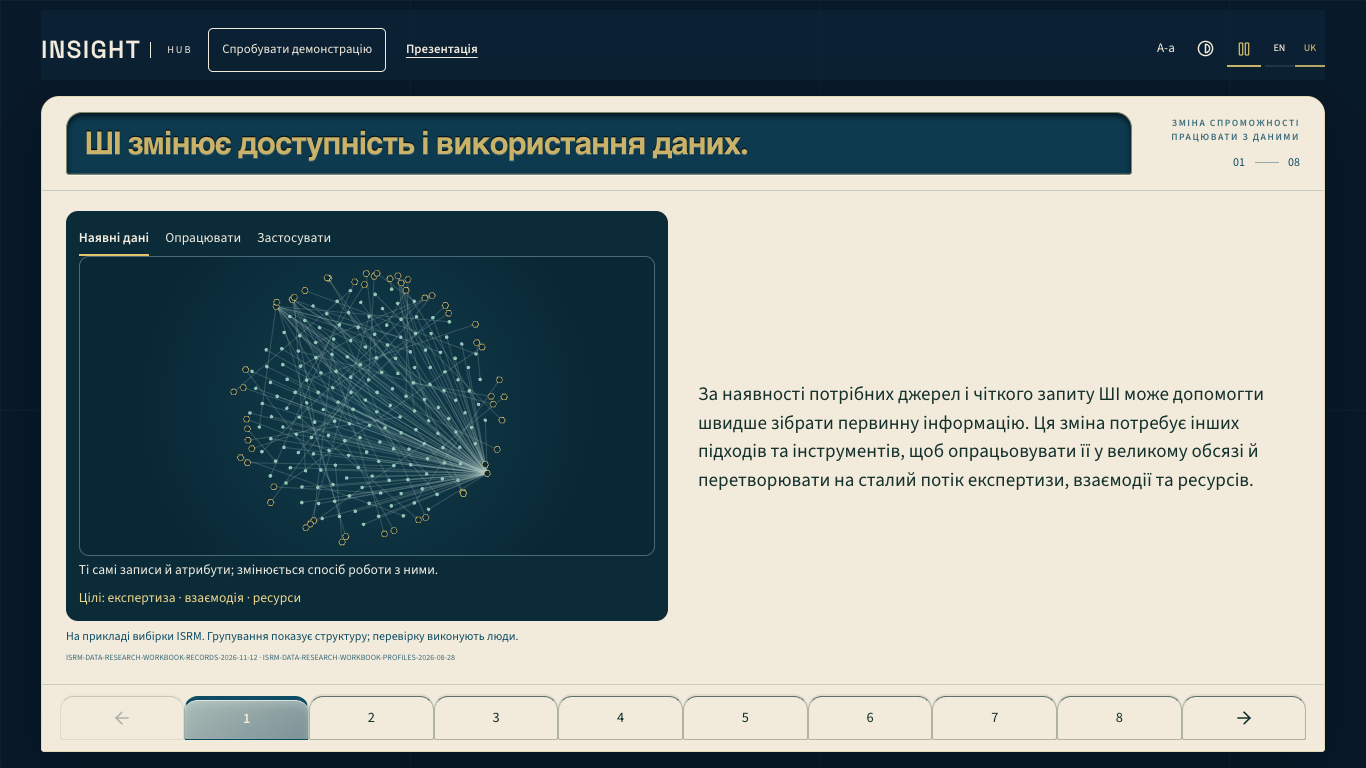 INSIGHT | HUB
Спробувати демонстрацію
Презентація
A-a
EN
UK
ШІ змінює доступність і використання даних.
ЗМІНА СПРОМОЖНОСТІ
ПРАЦЮВАТИ З ДАНИМИ
01 — 08
Наявні дані
Опрацювати
Застосувати
Ті самі записи й атрибути; змінюється спосіб роботи з ними.
Цілі: експертиза · взаємодія · ресурси
На прикладі вибірки ISRM. Групування показує структуру; перевірку виконують люди.
ISRM-DATA-RESEARCH-WORKBOOK-RECORDS-2026-11-12 · ISRM-DATA-RESEARCH-WORKBOOK-PROFILES-2026-08-28
За наявності потрібних джерел і чіткого запиту ШІ може допомогти
швидше зібрати первинну інформацію. Ця зміна потребує інших
підходів та інструментів, щоб опрацьовувати її у великому обсязі й
перетворювати на сталий потік експертизи, взаємодії та ресурсів.
1
2
3
4
5
6
7
8